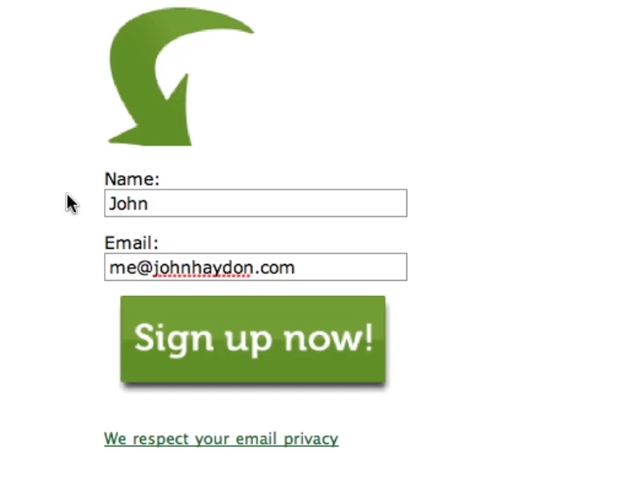 Name:
John
Email:
me@johnhaydon.com
Sign up now!
We respect your email privacy